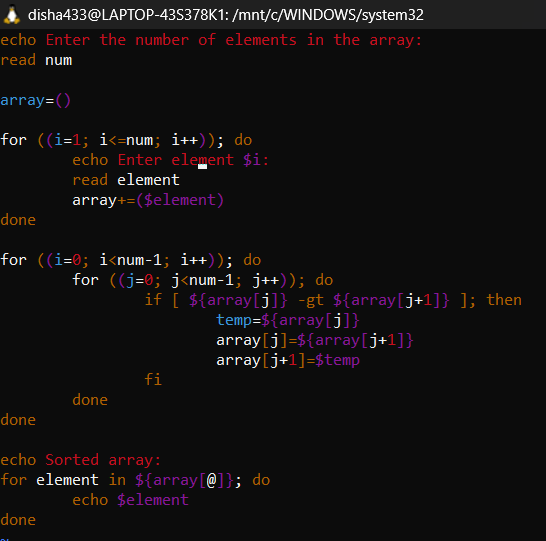 disha433@LAPTOP-43S378K1: /mnt/c/WINDOWS/system32
echo Enter the number of elements in the array:
read num
array=()
for ((i=1; i<=num; i++)); do
echo Enter element $i:
read element
array+=($element)
done
for ((i=0; i<num-1; i++)); do
for ((j=0; j<num-1; j++)); do
if [ ${array[j]} -gt ${array[j+1]} ]; then
temp=${array[j]}
array[j]=${array[j+1]}
array[j+1]=$temp
fi
done
done
echo Sorted array:
for element in ${array[@]}; do
echo $element
done